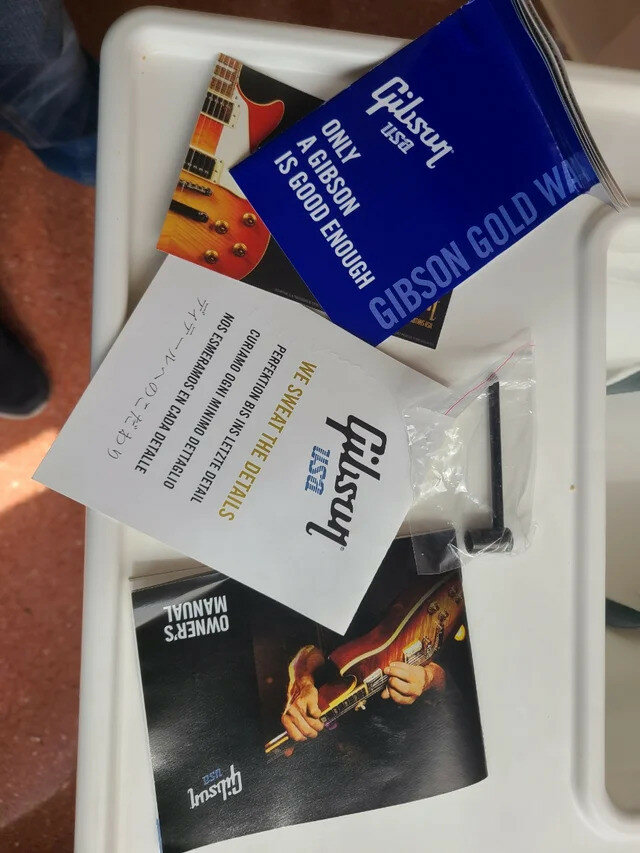 Gibson
USA
ONLY
A GIBSON
IS GOOD ENOUGH
GIBSON GOLD WA
Gibson
USA
WE SWEAT THE DETAILS
PERFEKTION BIS INS LETZTE DETAIL
CURIAMO OGNI MINIMO DETTAGLIO
NOS ESMERAMOS EN CADA DETALLE
ディテールへのこだわり
OWNER'S
MANUAL
Gibson
USA